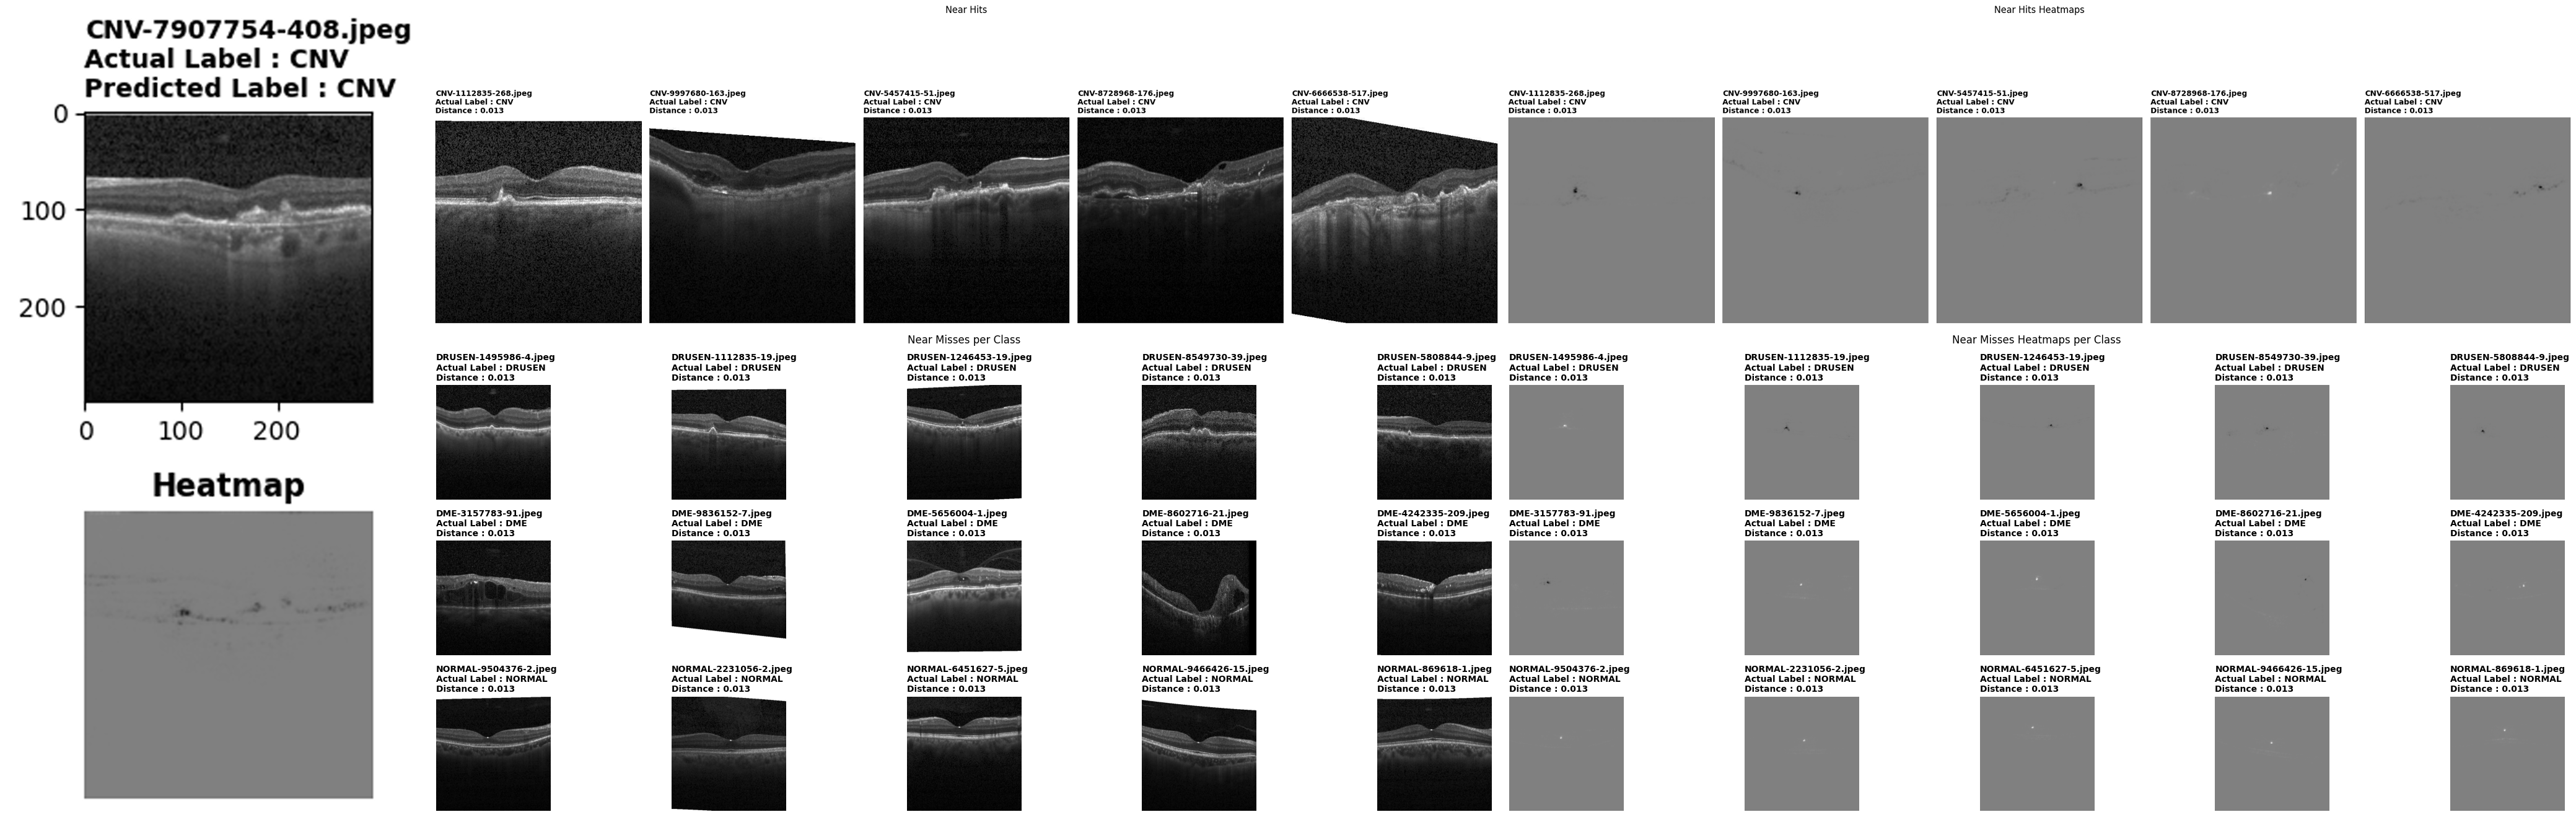 CNV-7907754-408.jpeg
Actual Label : CNV
Predicted Label : CNV
0
100
200
0
100
200
Heatmap
Near Hits
CNV-1112835-268.jpeg
Actual Label : CNV
Distance : 0.013
CNV-9997680-163.jpeg
Actual Label : CNV
Distance : 0.013
CNV-5457415-51.jpeg
Actual Label : CNV
Distance : 0.013
CNV-8728968-176.jpeg
Actual Label : CNV
Distance : 0.013
CNV-6666538-517.jpeg
Actual Label : CNV
Distance : 0.013
Near Hits Heatmaps
CNV-1112835-268.jpeg
Actual Label : CNV
Distance : 0.013
CNV-9997680-163.jpeg
Actual Label : CNV
Distance : 0.013
CNV-5457415-51.jpeg
Actual Label : CNV
Distance : 0.013
CNV-8728968-176.jpeg
Actual Label : CNV
Distance : 0.013
CNV-6666538-517.jpeg
Actual Label : CNV
Distance : 0.013
Near Misses per Class
DRUSEN-1495986-4.jpeg
Actual Label : DRUSEN
Distance : 0.013
DRUSEN-1112835-19.jpeg
Actual Label : DRUSEN
Distance : 0.013
DRUSEN-1246453-19.jpeg
Actual Label : DRUSEN
Distance : 0.013
DRUSEN-8549730-39.jpeg
Actual Label : DRUSEN
Distance : 0.013
DRUSEN-5808844-9.jpeg
Actual Label : DRUSEN
Distance : 0.013
DME-3157783-91.jpeg
Actual Label : DME
Distance : 0.013
DME-9836152-7.jpeg
Actual Label : DME
Distance : 0.013
DME-5656004-1.jpeg
Actual Label : DME
Distance : 0.013
DME-8602716-21.jpeg
Actual Label : DME
Distance : 0.013
DME-4242335-209.jpeg
Actual Label : DME
Distance : 0.013
NORMAL-9504376-2.jpeg
Actual Label : NORMAL
Distance : 0.013
NORMAL-2231056-2.jpeg
Actual Label : NORMAL
Distance : 0.013
NORMAL-6451627-5.jpeg
Actual Label : NORMAL
Distance : 0.013
NORMAL-9466426-15.jpeg
Actual Label : NORMAL
Distance : 0.013
NORMAL-869618-1.jpeg
Actual Label : NORMAL
Distance : 0.013
Near Misses Heatmaps per Class
DRUSEN-1495986-4.jpeg
Actual Label : DRUSEN
Distance : 0.013
DRUSEN-1112835-19.jpeg
Actual Label : DRUSEN
Distance : 0.013
DRUSEN-1246453-19.jpeg
Actual Label : DRUSEN
Distance : 0.013
DRUSEN-8549730-39.jpeg
Actual Label : DRUSEN
Distance : 0.013
DRUSEN-5808844-9.jpeg
Actual Label : DRUSEN
Distance : 0.013
DME-3157783-91.jpeg
Actual Label : DME
Distance : 0.013
DME-9836152-7.jpeg
Actual Label : DME
Distance : 0.013
DME-5656004-1.jpeg
Actual Label : DME
Distance : 0.013
DME-8602716-21.jpeg
Actual Label : DME
Distance : 0.013
DME-4242335-209.jpeg
Actual Label : DME
Distance : 0.013
NORMAL-9504376-2.jpeg
Actual Label : NORMAL
Distance : 0.013
NORMAL-2231056-2.jpeg
Actual Label : NORMAL
Distance : 0.013
NORMAL-6451627-5.jpeg
Actual Label : NORMAL
Distance : 0.013
NORMAL-9466426-15.jpeg
Actual Label : NORMAL
Distance : 0.013
NORMAL-869618-1.jpeg
Actual Label : NORMAL
Distance : 0.013